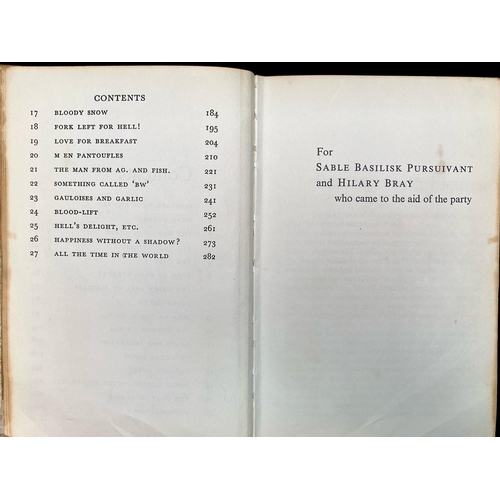 CONTENTS
17 BLOODY SNOW 184
18 FORK LEFT FOR HELL! 195
19 LOVE FOR BREAKFAST 204
20 M EN PANTOUFLES 210
21 THE MAN FROM AG. AND FISH. 221
22 SOMETHING CALLED 'BW' 231
23 GAULOISES AND GARLIC 241
24 BLOOD-LIFT 252
25 HELL'S DELIGHT, ETC. 261
26 HAPPINESS WITHOUT A SHADOW? 273
27 ALL THE TIME IN THE WORLD 282
For
SABLE BASILISK PURSUIVANT
and HILARY BRAY
who came to the aid of the party